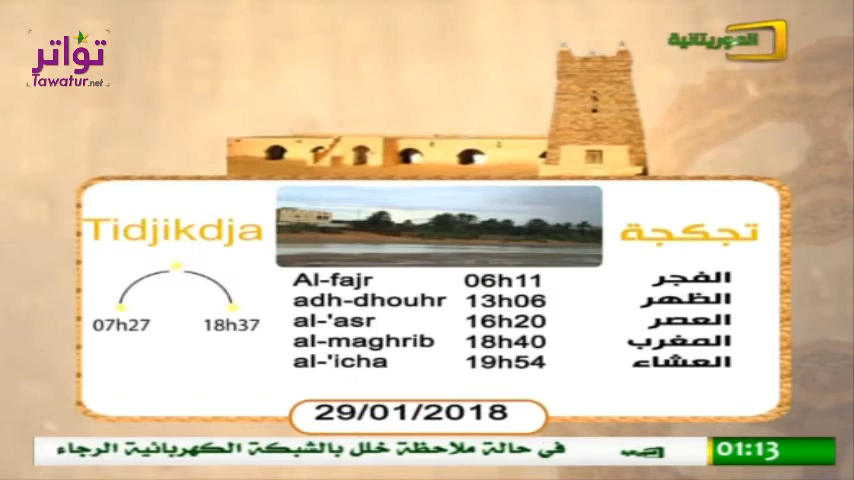 تواتر
Tawatur.net
الموريتانية
Tidjikdja
تجكجة
Al-fajr 06h11 الفجر
adh-dhouhr 13h06 الظهر
al-'asr 16h20 العصر
al-maghrib 18h40 المغرب
al-'icha 19h54 العشاء
07h27 18h37
29/01/2018
في حالة ملاحظة خلل بالشبكة الكهربائية الرجاء
01:13